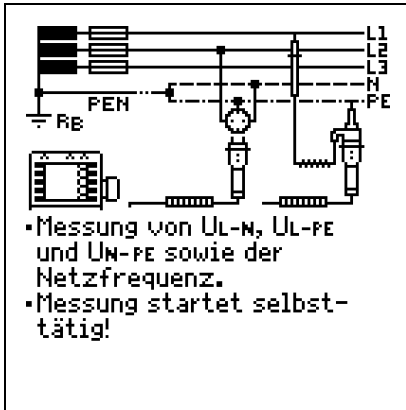 L1
L2
L3
N
PE
PEN
RB
▪Messung von UL-N, UL-PE
und UN-PE sowie der
Netzfrequenz.
▪Messung startet selbst-
tätig!